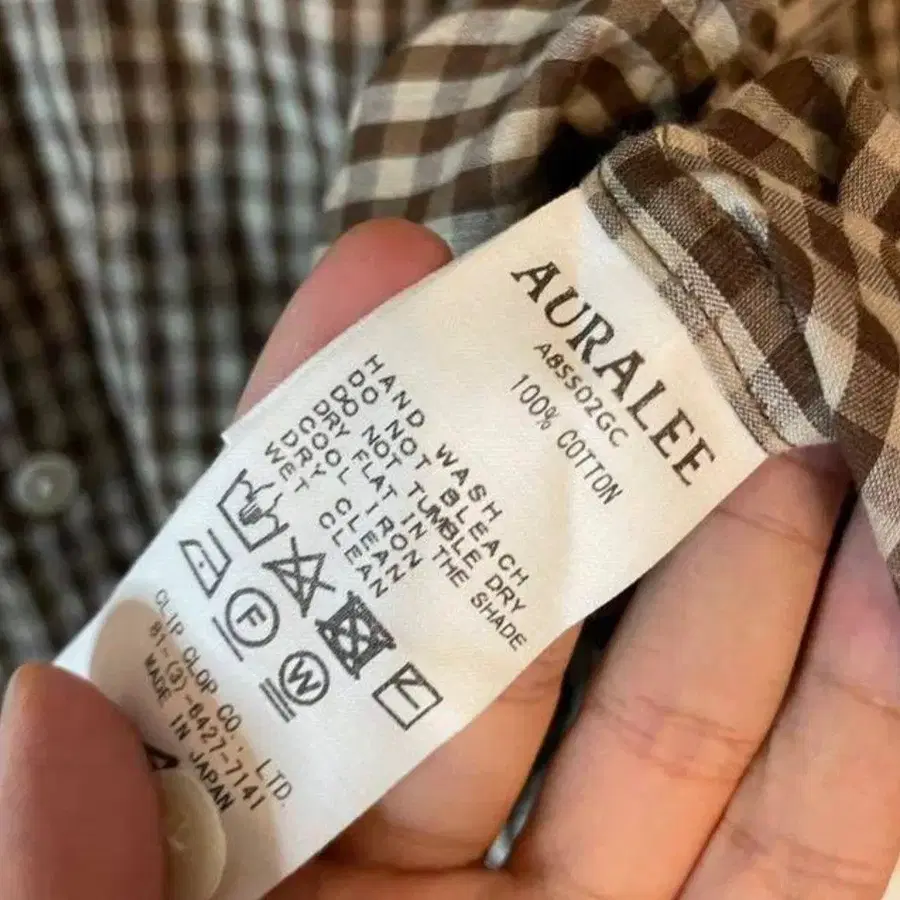 AURALEE
A8SS02GC
100% COTTON
HAND WASH
DO NOT BLEACH
DO NOT TUMBLE DRY
DRY FLAT IN THE SHADE
COOL IRON
DRY CLEAN
WET CLEAN
F
W
CLIP CLOP CO., LTD.
81-(3)-6427-7141
MADE IN JAPAN